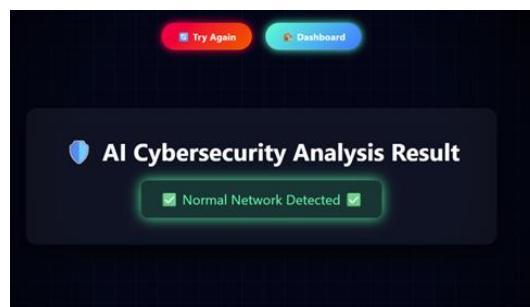 Try Again
Dashboard
AI Cybersecurity Analysis Result
Normal Network Detected